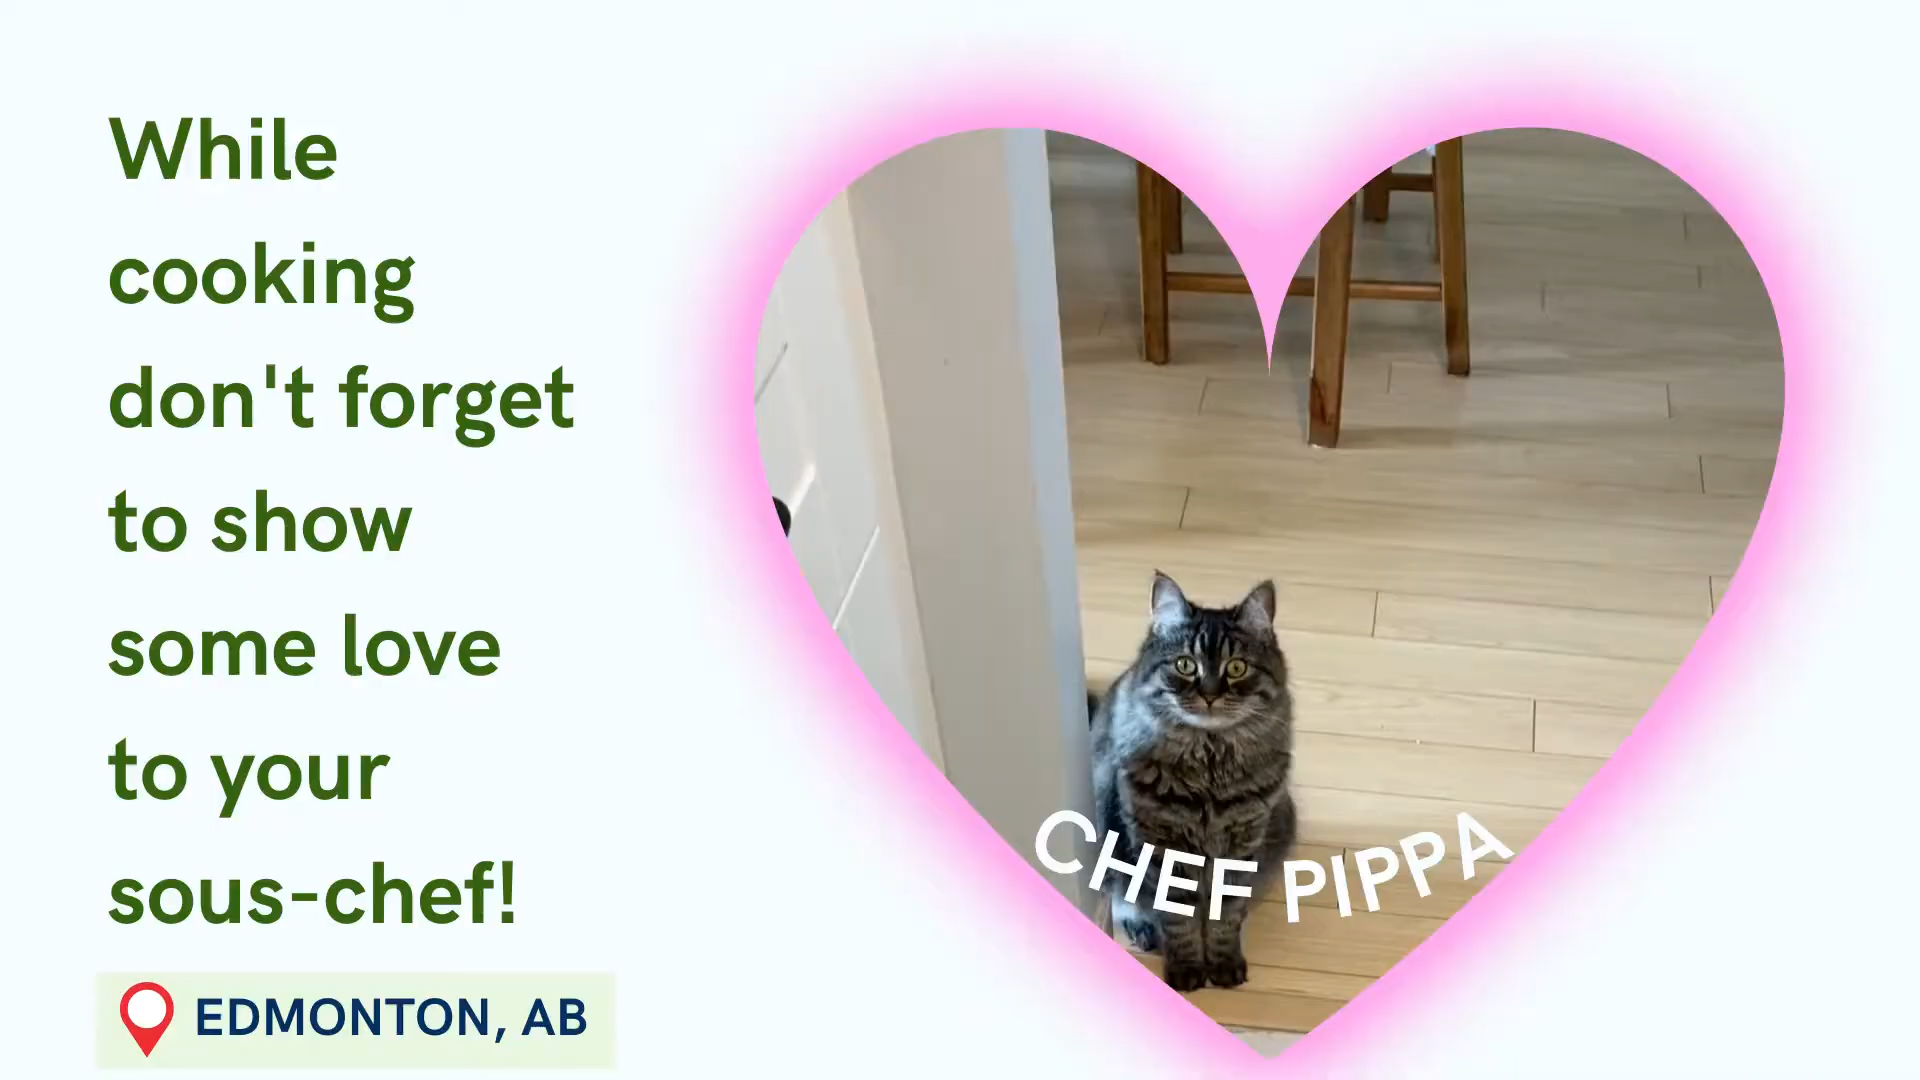 While
cooking
don't forget
to show
some love
to your
sous-chef!
EDMONTON, AB
CHEF PIPPA